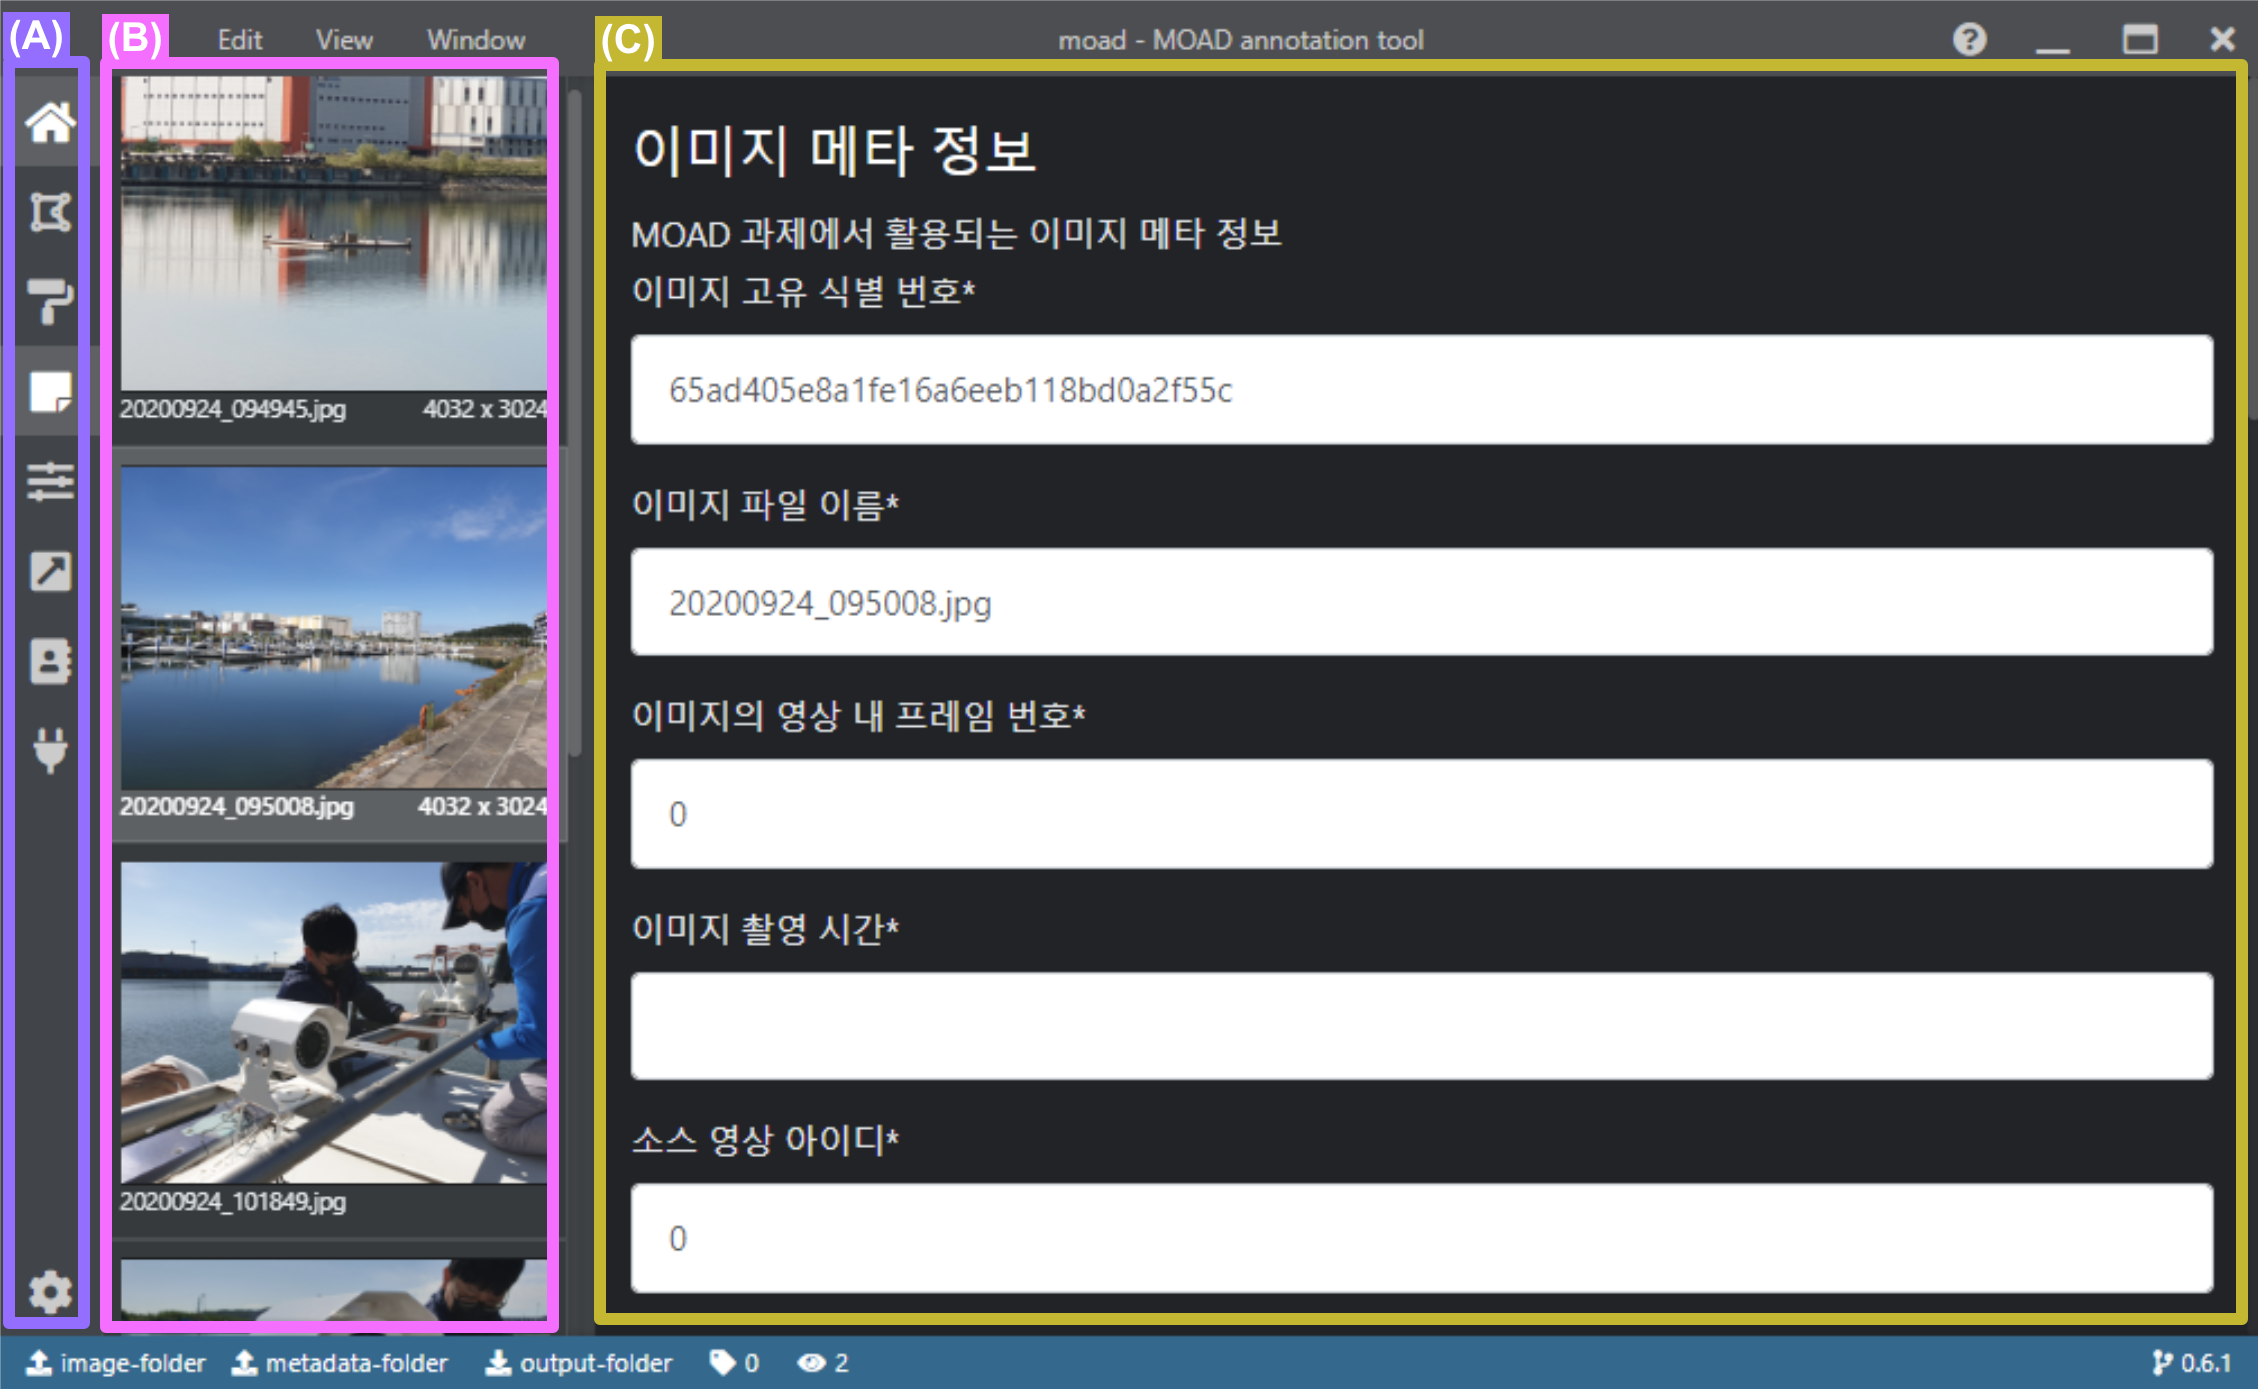 (A)
(B)
Edit View Window
(C)
moad - MOAD annotation tool
20200924_094945.jpg 4032 x 3024
20200924_095008.jpg 4032 x 3024
20200924_101849.jpg
이미지 메타 정보
MOAD 과제에서 활용되는 이미지 메타 정보
이미지 고유 식별 번호*
65ad405e8a1fe16a6eeb118bd0a2f55c
이미지 파일 이름*
20200924_095008.jpg
이미지의 영상 내 프레임 번호*
0
이미지 촬영 시간*
소스 영상 아이디*
0
image-folder metadata-folder output-folder 0 2 0.6.1